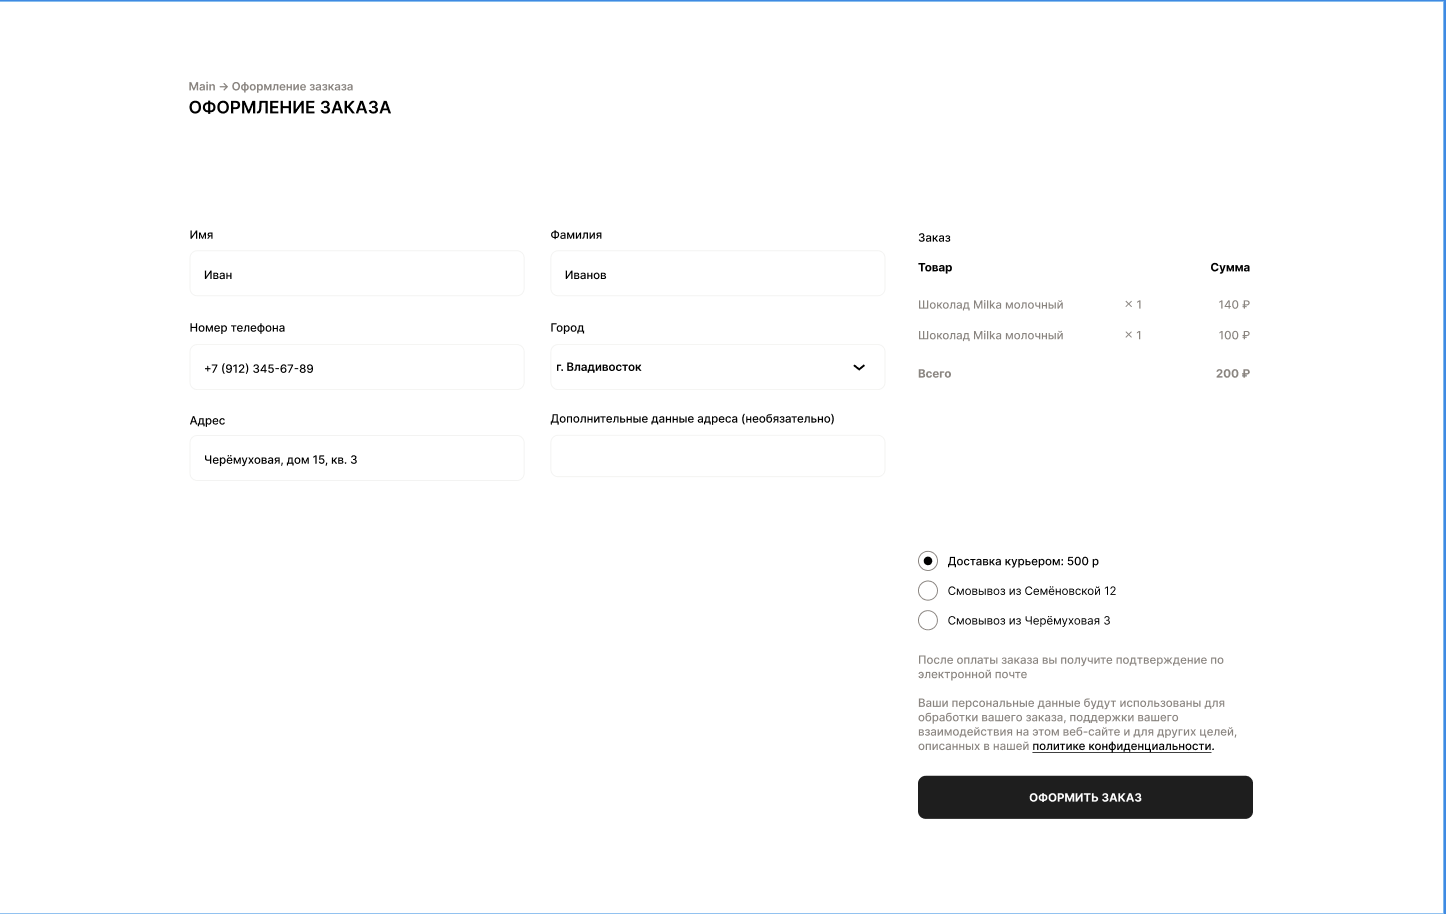 Main → Оформление зазказа
ОФОРМЛЕНИЕ ЗАКАЗА
Имя
Иван
Фамилия
Иванов
Номер телефона
+7 (912) 345-67-89
Город
г. Владивосток
Адрес
Черёмуховая, дом 15, кв. 3
Дополнительные данные адреса (необязательно)
Заказ
Товар Сумма
Шоколад Milka молочный × 1 140 ₽
Шоколад Milka молочный × 1 100 ₽
Всего 200 ₽
Доставка курьером: 500 р
Смовывоз из Семёновской 12
Смовывоз из Черёмуховая 3
После оплаты заказа вы получите подтверждение по
электронной почте
Ваши персональные данные будут использованы для
обработки вашего заказа, поддержки вашего
взаимодействия на этом веб-сайте и для других целей,
описанных в нашей политике конфиденциальности.
ОФОРМИТЬ ЗАКАЗ